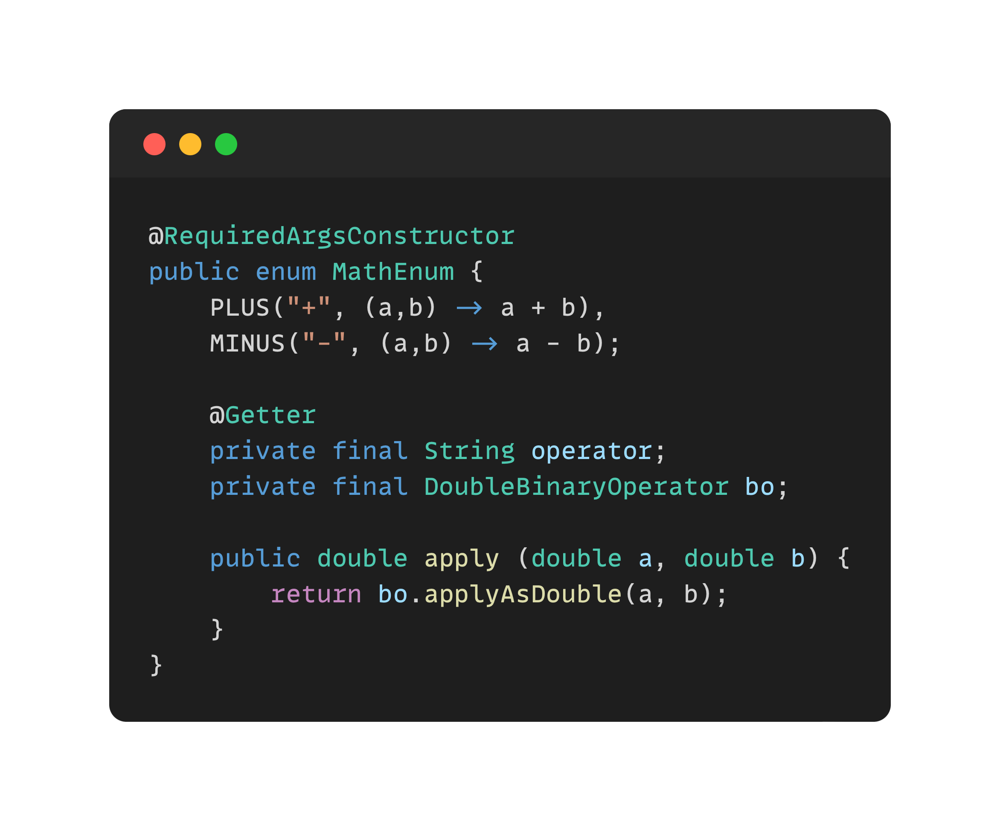 @RequiredArgsConstructor
public enum MathEnum {
    PLUS("+", (a,b) -> a + b),
    MINUS("-", (a,b) -> a - b);

    @Getter
    private final String operator;
    private final DoubleBinaryOperator bo;

    public double apply (double a, double b) {
        return bo.applyAsDouble(a, b);
    }
}